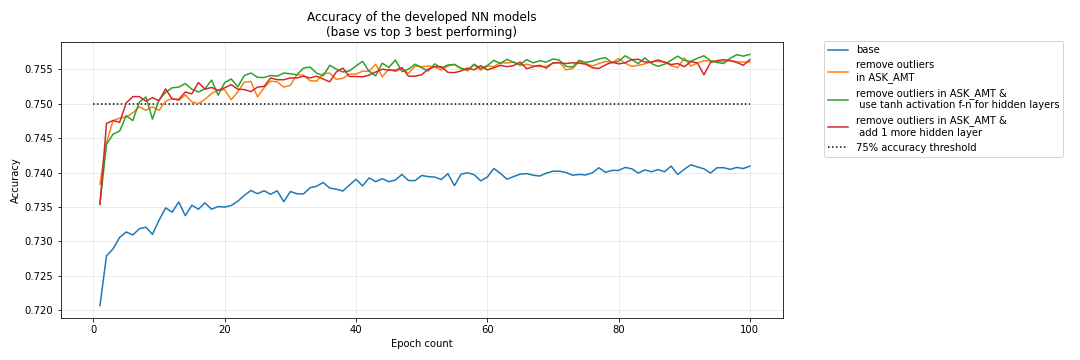 Accuracy of the developed NN models
(base vs top 3 best performing)
Accuracy
0.755
0.750
0.745
0.740
0.735
0.730
0.725
0.720
0
20
40
60
80
100
Epoch count
base
remove outliers
in ASK_AMT
remove outliers in ASK_AMT &
use tanh activation f-n for hidden layers
remove outliers in ASK_AMT &
add 1 more hidden layer
75% accuracy threshold